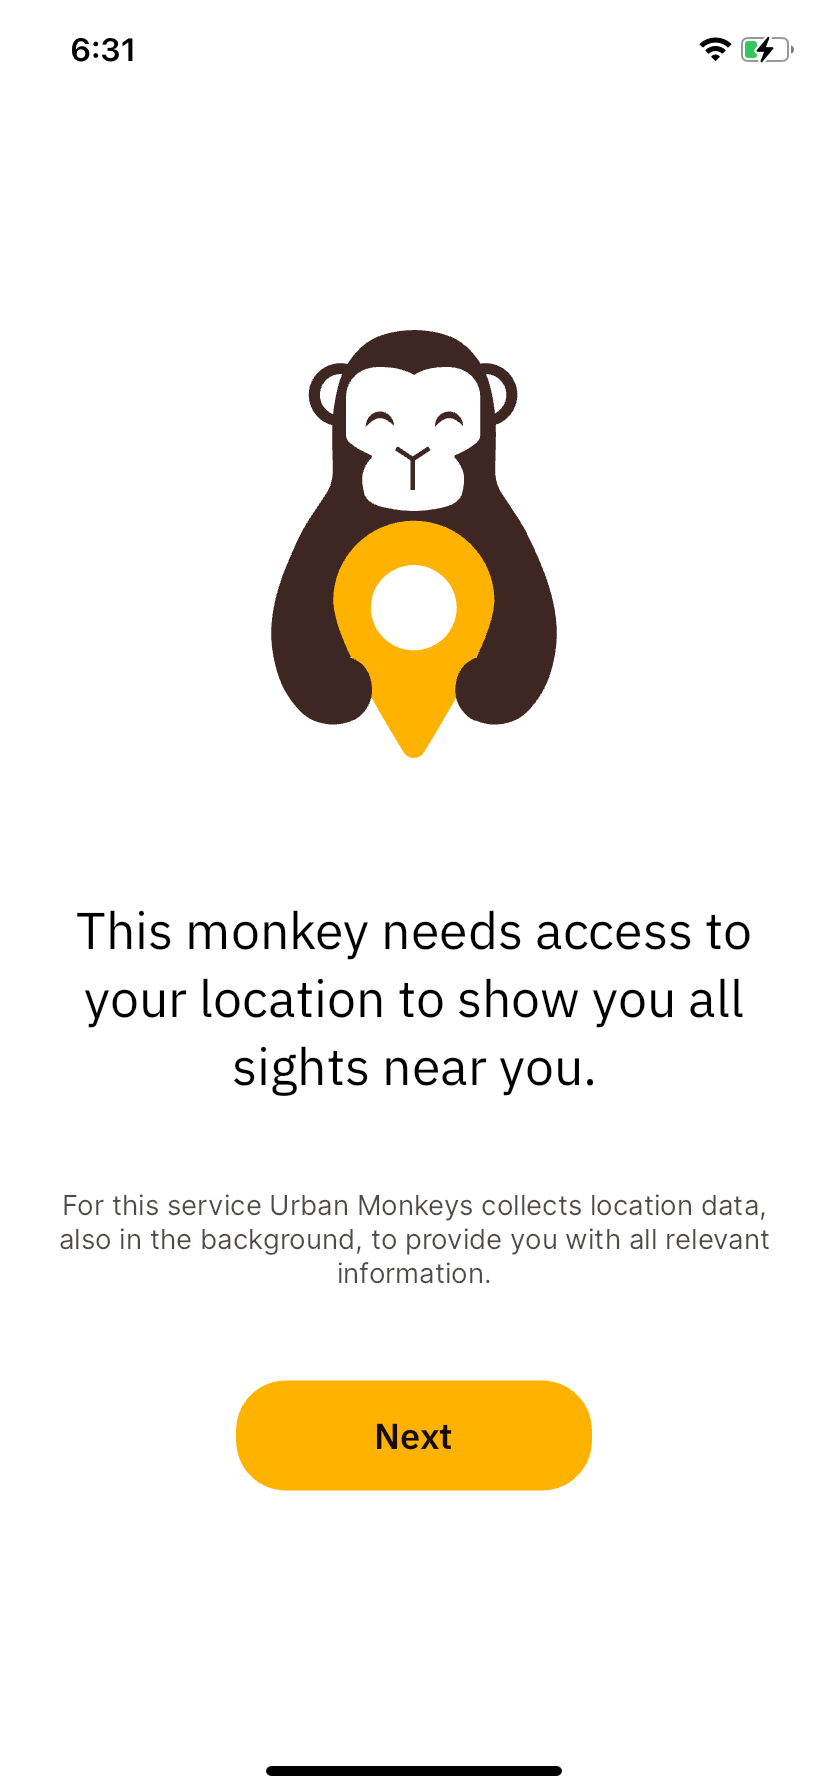 6:31
This monkey needs access to
your location to show you all
sights near you.
For this service Urban Monkeys collects location data,
also in the background, to provide you with all relevant
information.
Next